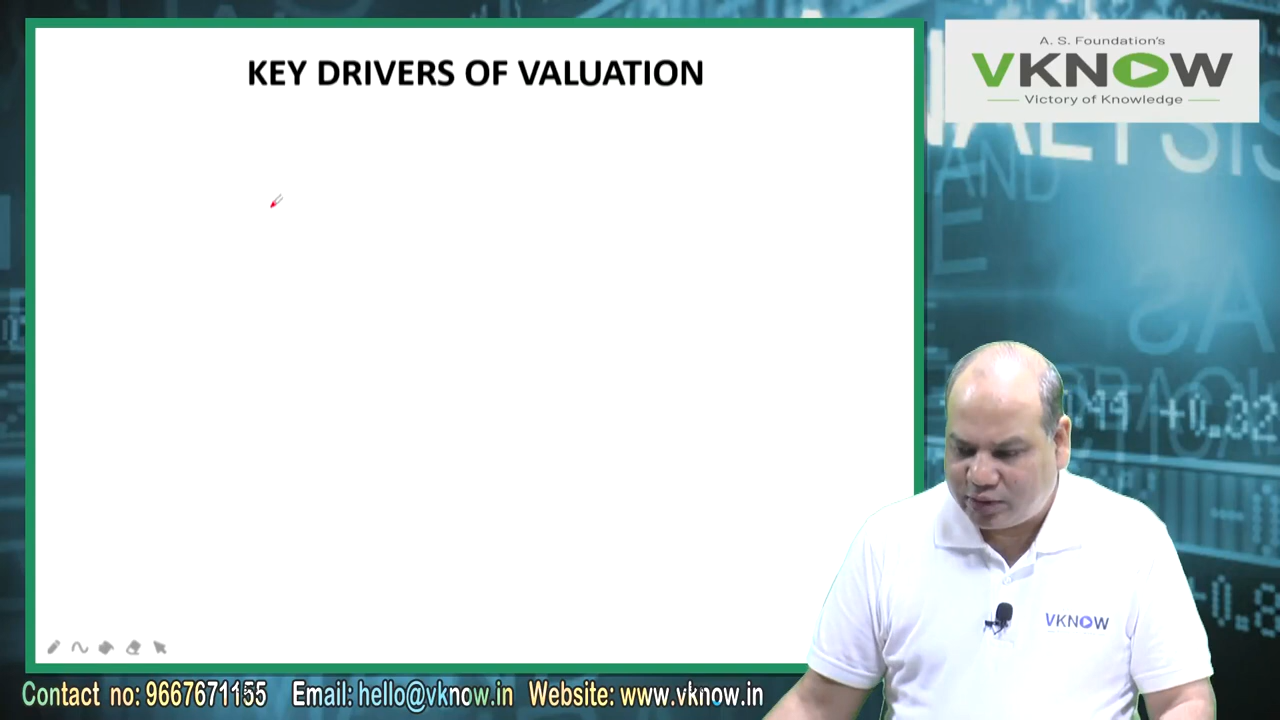 KEY DRIVERS OF VALUATION
A. S. Foundation's
VKNOW
Victory of Knowledge
AND
VKNOW
Contact no: 9667671155 Email: hello@vknow.in Website: www.vknow.in